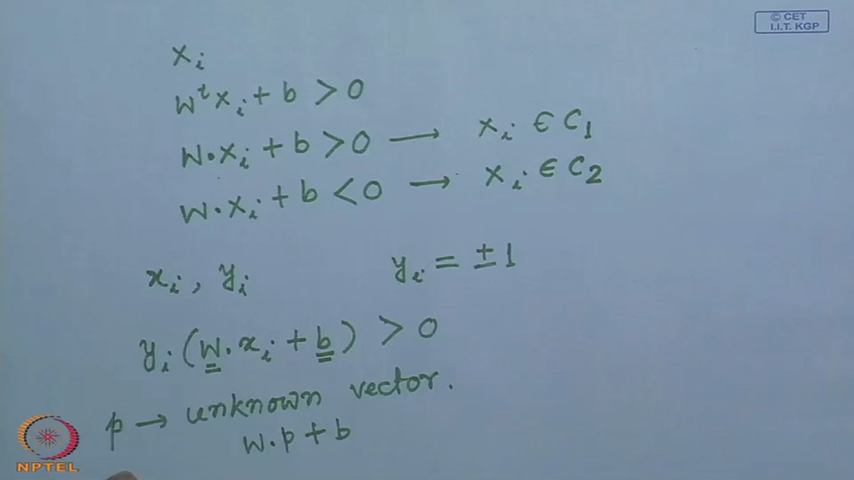 © CET
I.I.T. KGP
xᵢ
Wᵗxᵢ + b > 0
W·xᵢ + b > 0 → xᵢ ∈ C₁
W·xᵢ + b < 0 → xᵢ ∈ C₂
xᵢ, yᵢ yᵢ = ±1
yᵢ(W·xᵢ + b) > 0
p → unknown vector.
W·p + b
NPTEL